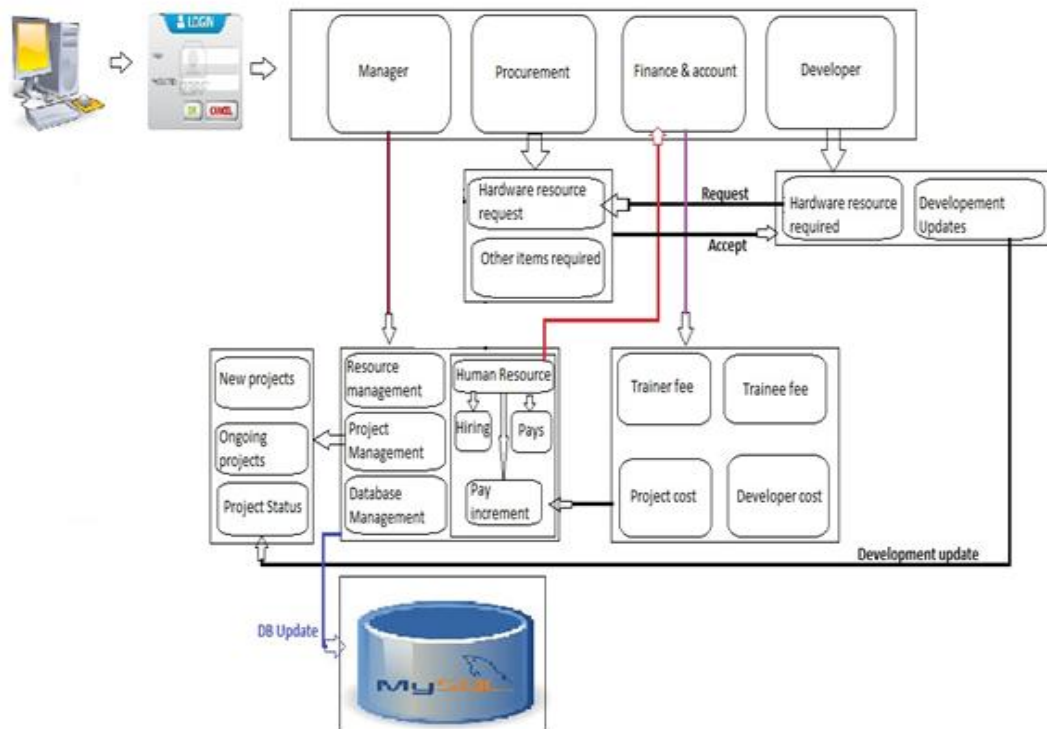 LOGIN
CANCEL
Manager
Procurement
Finance & account
Developer
Hardware resource
request
Other items required
Request
Accept
Hardware resource
required
Developement
Updates
New projects
Ongoing
projects
Project Status
Resource
management
Project
Management
Database
Management
Human Resource
Hiring
Pays
Pay
increment
Trainer fee
Trainee fee
Project cost
Developer cost
Development update
DB Update
MySQL